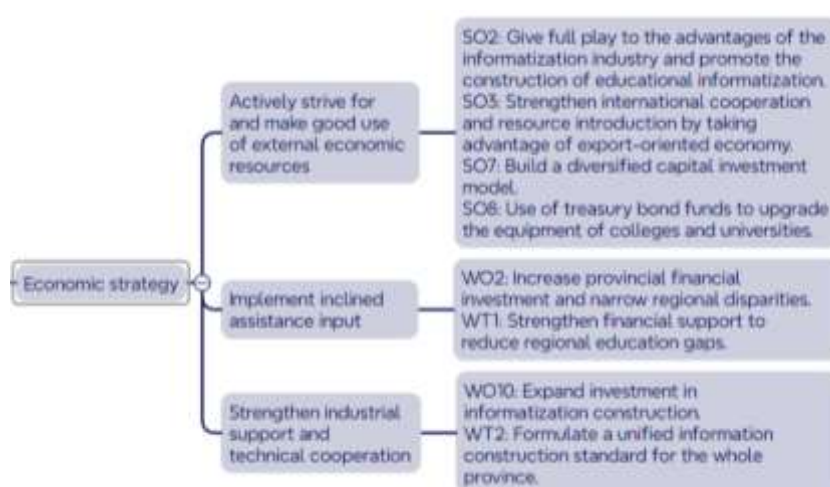 Economic strategy
Actively strive for
and make good use
of external economic
resources
SO2: Give full play to the advantages of the
informatization industry and promote the
construction of educational informatization.
SO3: Strengthen international cooperation
and resource introduction by taking
advantage of export-oriented economy.
SO7: Build a diversified capital investment
model.
SO8: Use of treasury bond funds to upgrade
the equipment of colleges and universities.
Implement inclined
assistance input
WO2: Increase provincial financial
investment and narrow regional disparities.
WT1: Strengthen financial support to
reduce regional education gaps.
Strengthen industrial
support and
technical cooperation
WO10: Expand investment in
informatization construction.
WT2: Formulate a unified information
construction standard for the whole
province.